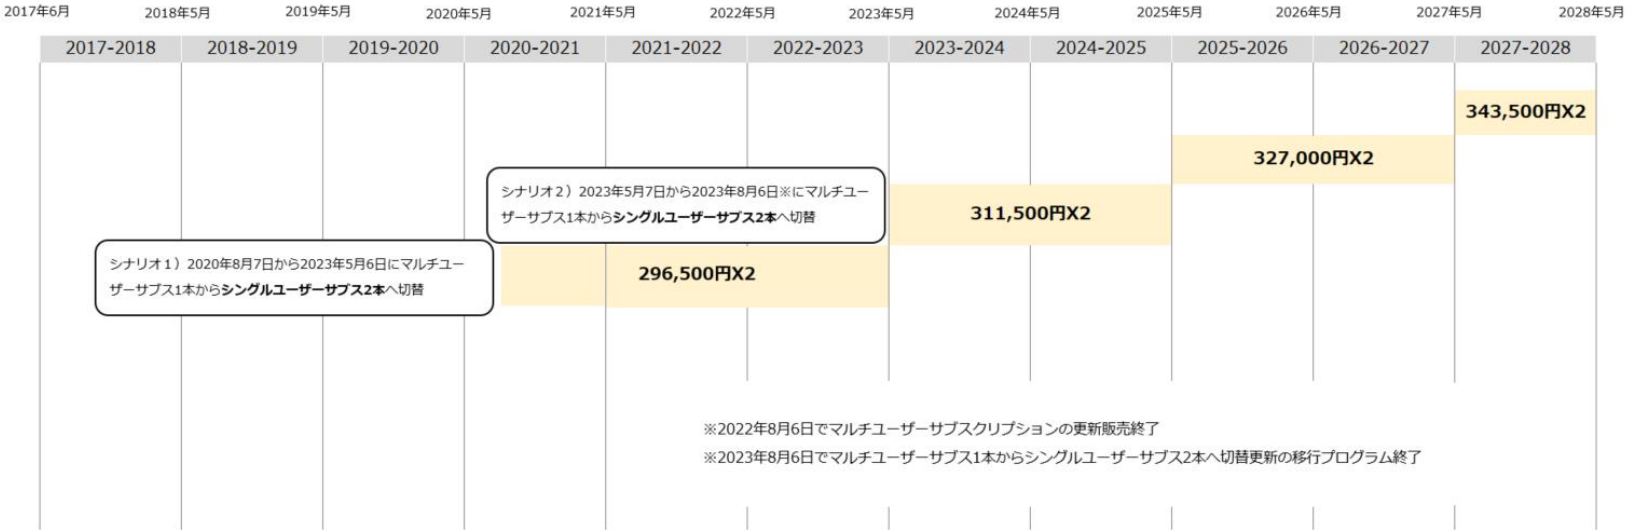 2017年6月
2018年5月
2019年5月
2020年5月
2021年5月
2022年5月
2023年5月
2024年5月
2025年5月
2026年5月
2027年5月
2028年5月
2017-2018
2018-2019
2019-2020
2020-2021
2021-2022
2022-2023
2023-2024
2024-2025
2025-2026
2026-2027
2027-2028
343,500円X2
327,000円X2
シナリオ２）2023年5月7日から2023年8月6日※にマルチユー
ザーサブス1本からシングルユーザーサブス2本へ切替
311,500円X2
シナリオ１）2020年8月7日から2023年5月6日にマルチユー
ザーサブス1本からシングルユーザーサブス2本へ切替
296,500円X2
※2022年8月6日でマルチユーザーサブスクリプションの更新販売終了
※2023年8月6日でマルチユーザーサブス1本からシングルユーザーサブス2本へ切替更新の移行プログラム終了